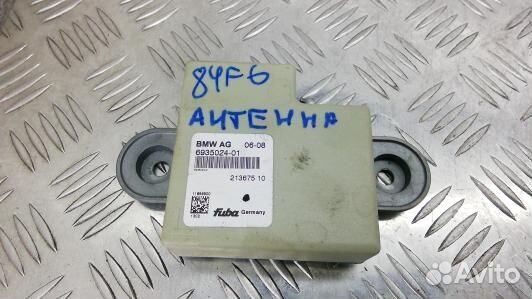 84F6
АНТЕННА
BMW AG 06-08
6935024-01
213675 10
fuba Germany
Avito